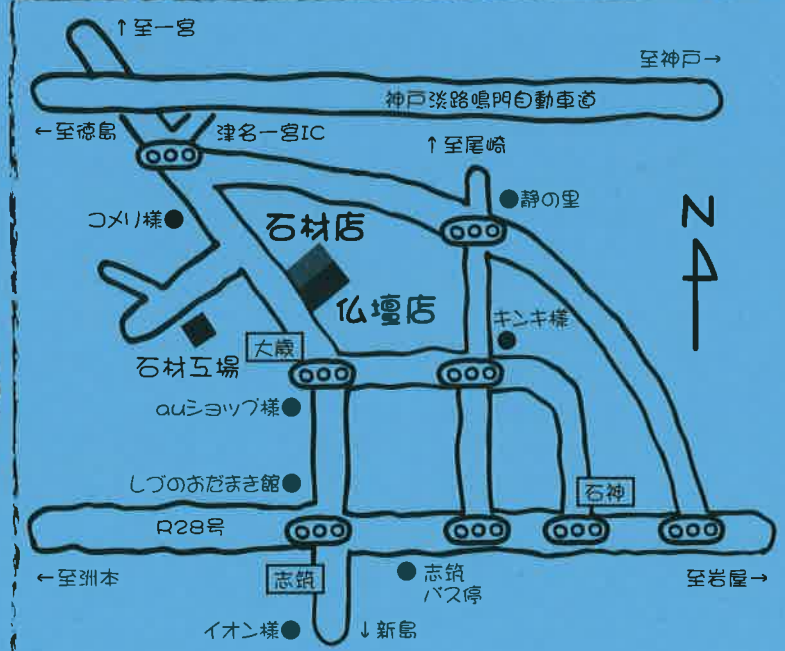 ↑至一宮
至神戸→
神戸淡路鳴門自動車道
←至徳島
津名一宮IC
↑至尾崎
静の里
コメリ様
石材店
N
仏壇店
キンキ様
大歳
石材工場
auショップ様
しづのおだまき館
石神
R28号
←至洲本
志筑
志筑
バス停
至岩屋→
イオン様
↓新島